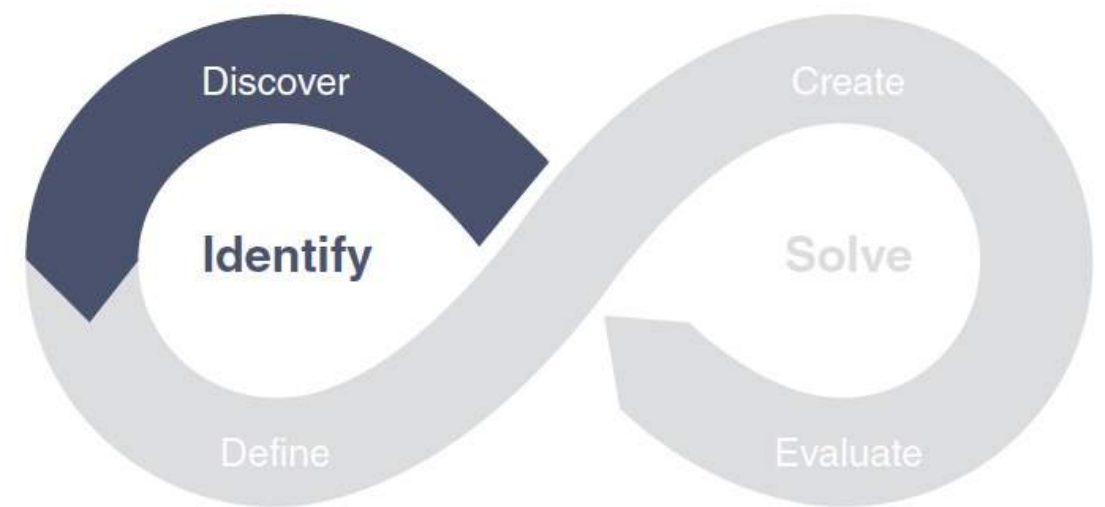 Discover
Create
Identify
Solve
Define
Evaluate